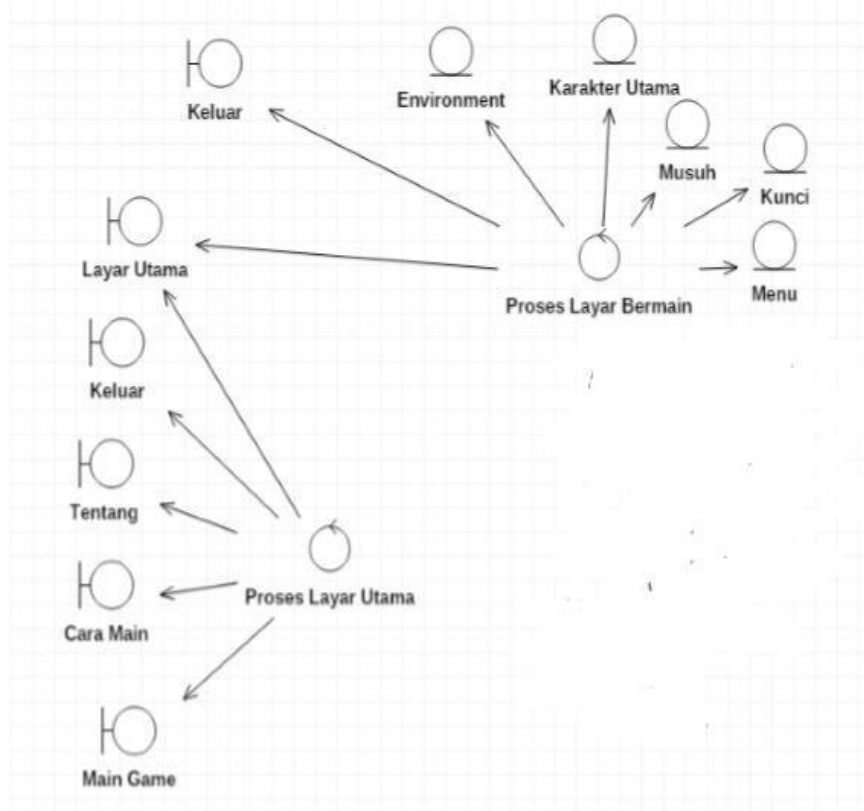 Keluar
Environment
Karakter Utama
Musuh
Kunci
Layar Utama
Menu
Proses Layar Bermain
Keluar
Tentang
Proses Layar Utama
Cara Main
Main Game